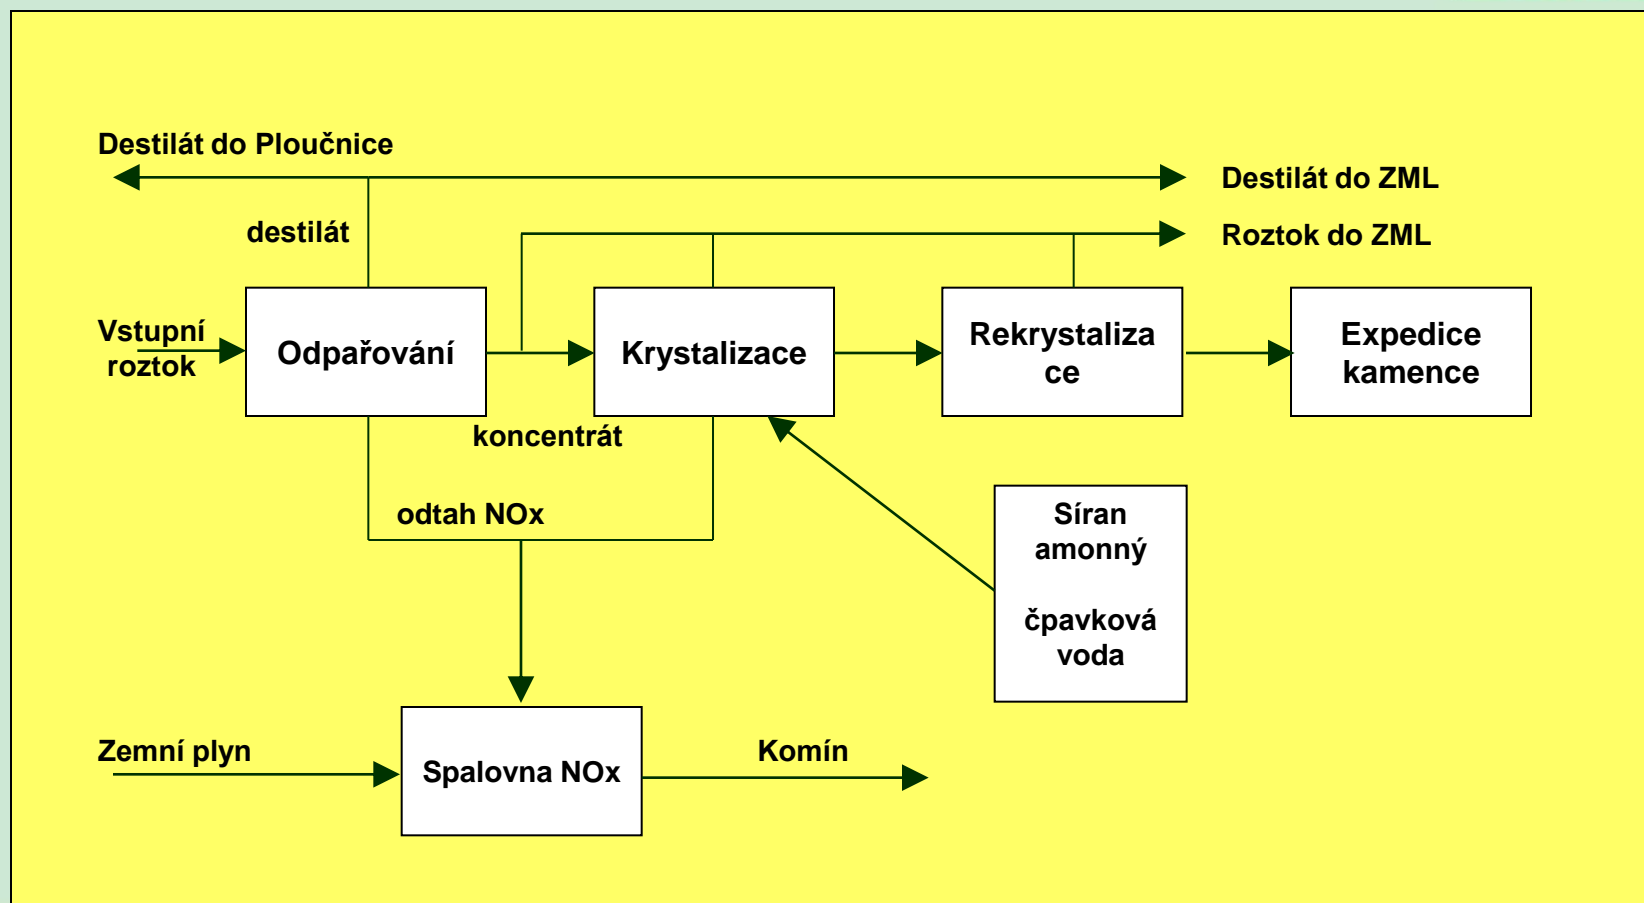 Destilát do Ploučnice
Destilát do ZML
destilát
Roztok do ZML
Vstupní
roztok
Odpařování
Krystalizace
Rekrystaliza
ce
Expedice
kamence
koncentrát
odtah NOx
Síran
amonný
čpavková
voda
Zemní plyn
Spalovna NOx
Komín